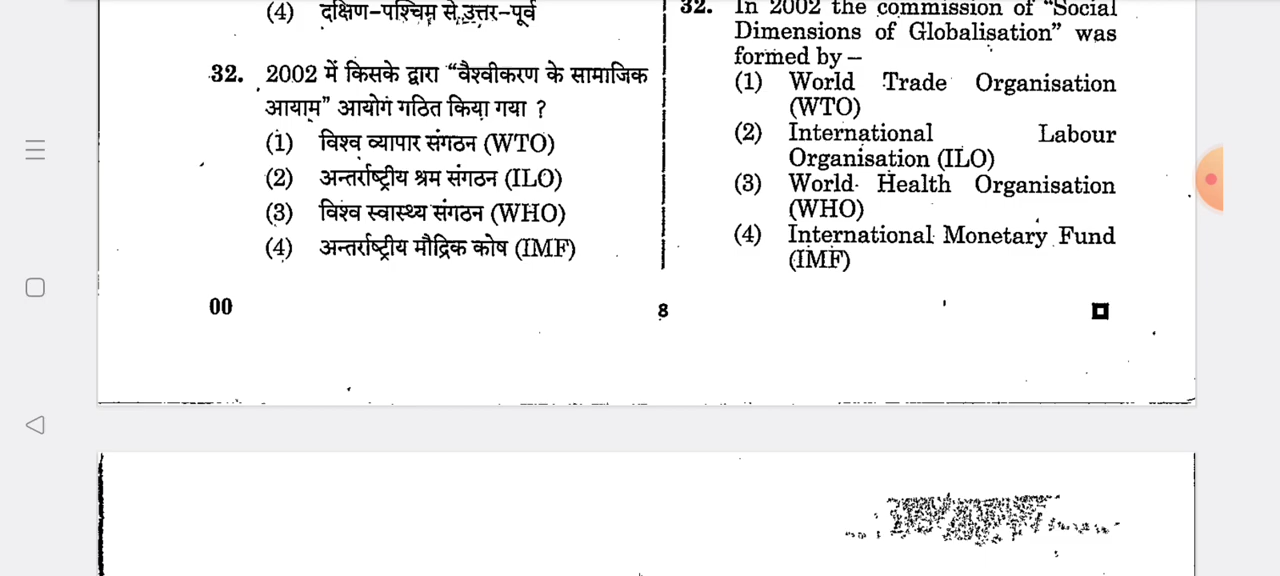 (4) दक्षिण-पश्चिम से उत्तर-पूर्व
32. 2002 में किसके द्वारा “वैश्वीकरण के सामाजिक
आयाम” आयोग गठित किया गया ?
(1) विश्व व्यापार संगठन (WTO)
(2) अन्तर्राष्ट्रीय श्रम संगठन (ILO)
(3) विश्व स्वास्थ्य संगठन (WHO)
(4) अन्तर्राष्ट्रीय मौद्रिक कोष (IMF)
32. In 2002 the commission of “Social
Dimensions of Globalisation” was
formed by –
(1) World Trade Organisation
(WTO)
(2) International Labour
Organisation (ILO)
(3) World Health Organisation
(WHO)
(4) International Monetary Fund
(IMF)
00 8